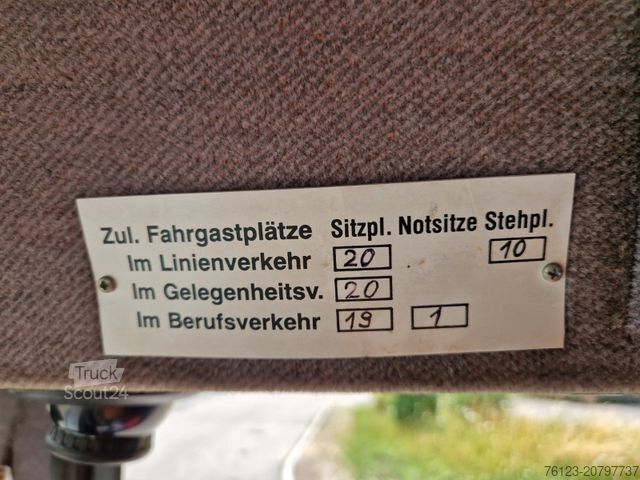 Zul. Fahrgastplätze Sitzpl. Notsitze Stehpl.
Im Linienverkehr 20 10
Im Gelegenheitsv. 20
Im Berufsverkehr 19 1
Truck
Scout24
76123-20797737